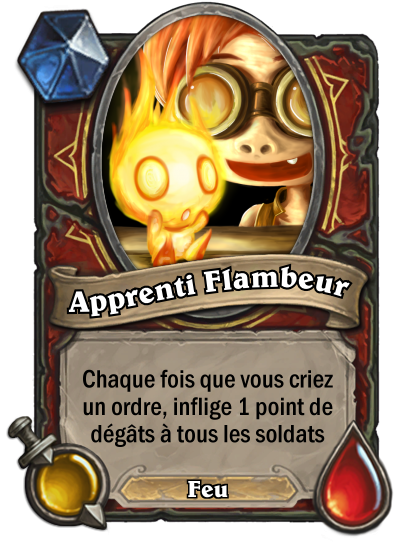 Apprenti Flambeur
Chaque fois que vous criez
un ordre, inflige 1 point de
dégâts à tous les soldats
Feu